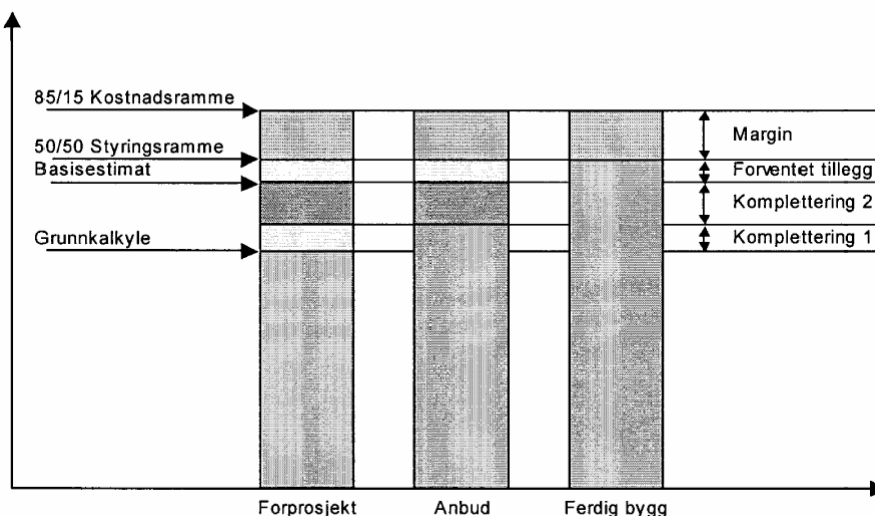 85/15 Kostnadsramme
50/50 Styringsramme
Basisestimat
Grunnkalkyle
Margin
Forventet tillegg
Komplettering 2
Komplettering 1
Forprosjekt
Anbud
Ferdig bygg